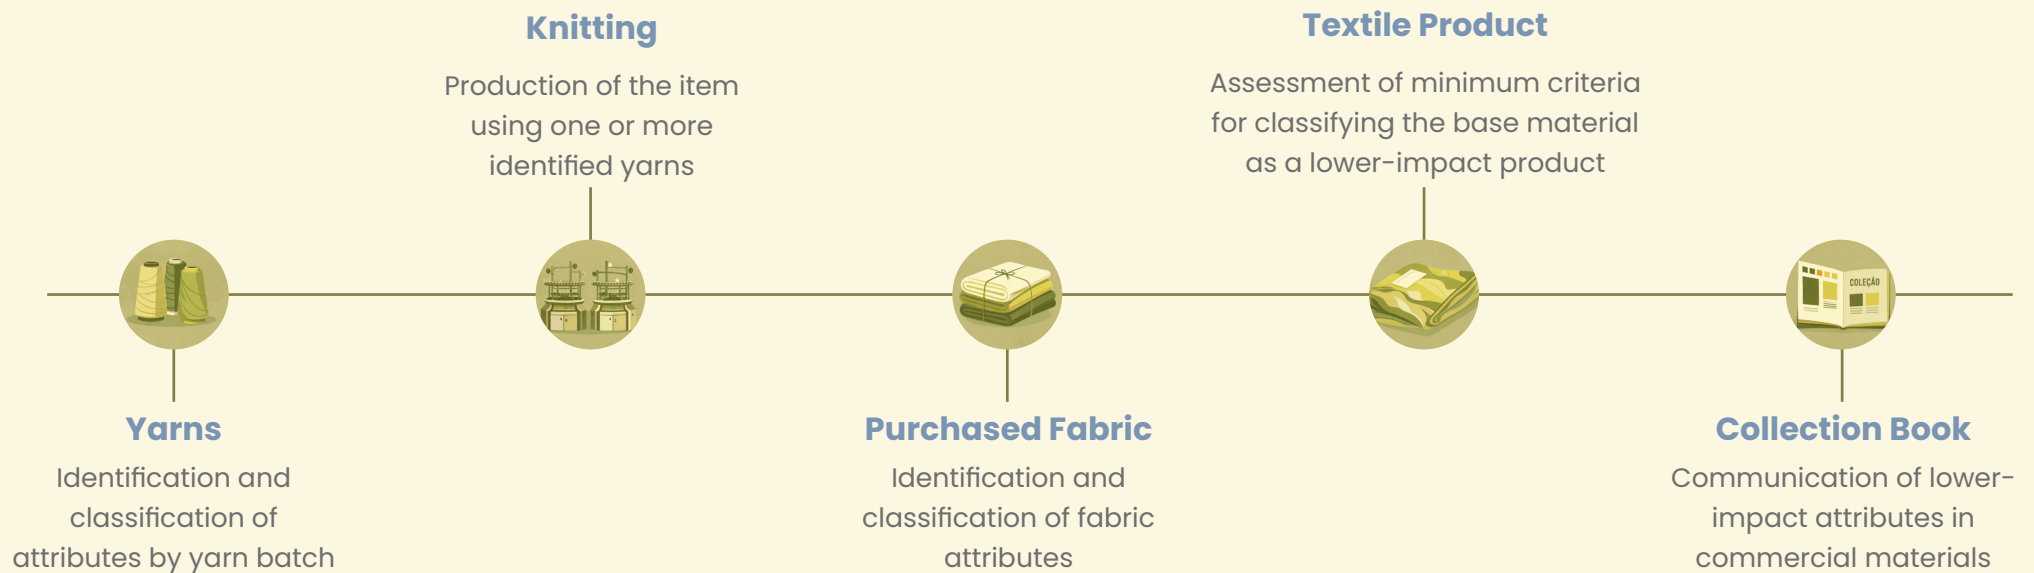 Yarns
Identification and
classification of
attributes by yarn batch
Knitting
Production of the item
using one or more
identified yarns
Purchased Fabric
Identification and
classification of fabric
attributes
Textile Product
Assessment of minimum criteria
for classifying the base material
as a lower-impact product
COLEÇÃO
Collection Book
Communication of lower-
impact attributes in
commercial materials